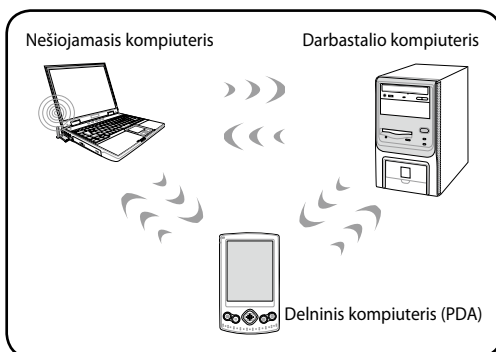 Nešiojamasis kompiuteris
Darbastalio kompiuteris
Delninis kompiuteris (PDA)